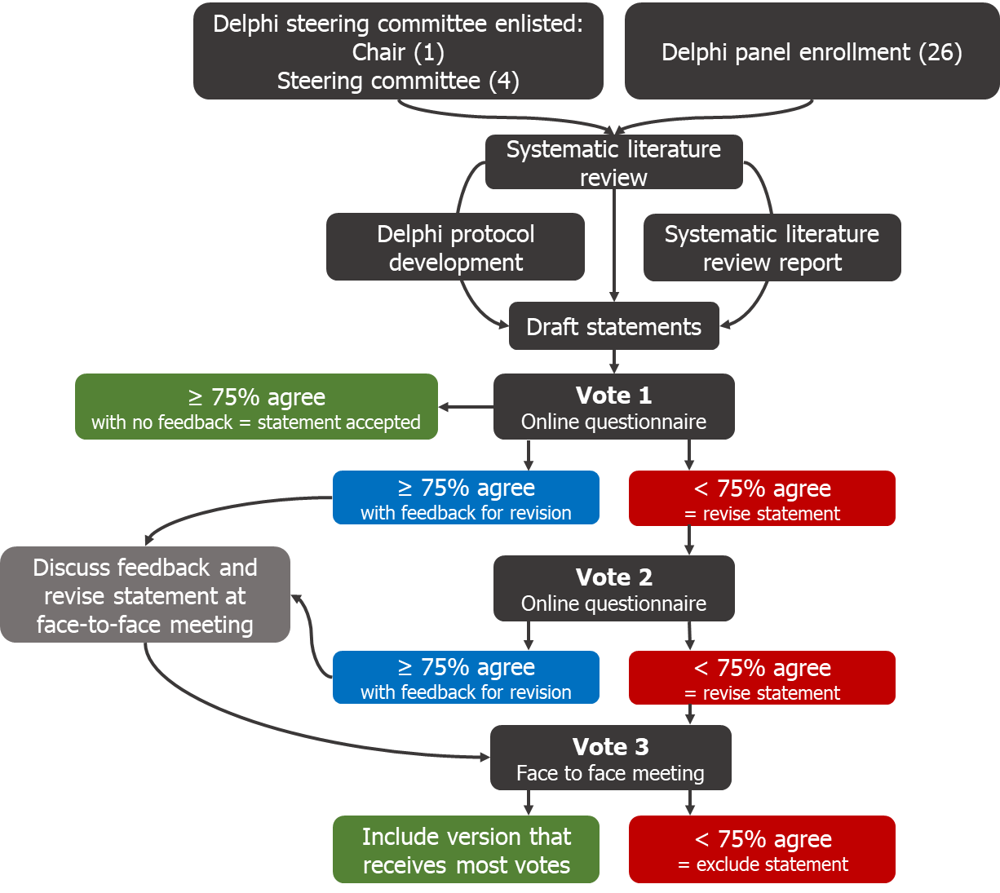 Delphi steering committee enlisted:
Chair (1)
Steering committee (4)
Delphi panel enrollment (26)
Systematic literature
review
Delphi protocol
development
Systematic literature
review report
Draft statements
≥ 75% agree
with no feedback = statement accepted
Vote 1
Online questionnaire
≥ 75% agree
with feedback for revision
< 75% agree
= revise statement
Discuss feedback and
revise statement at
face-to-face meeting
Vote 2
Online questionnaire
≥ 75% agree
with feedback for revision
< 75% agree
= revise statement
Vote 3
Face to face meeting
Include version that
receives most votes
< 75% agree
= exclude statement